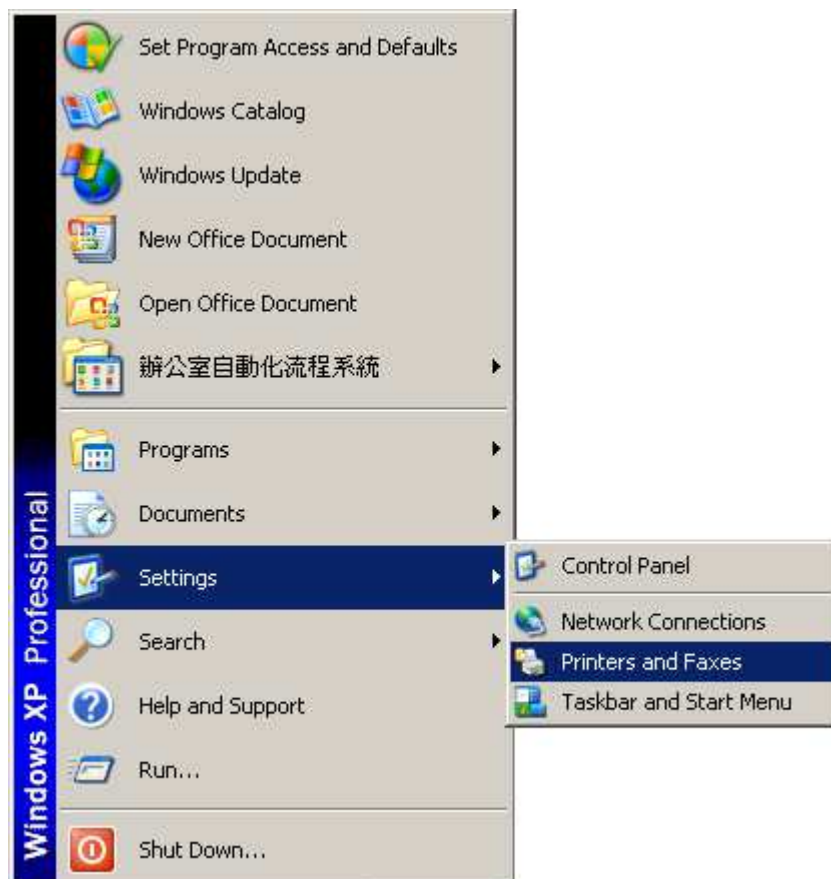 Set Program Access and Defaults
Windows Catalog
Windows Update
New Office Document
Open Office Document
辦公室自動化流程系統
Programs
Documents
Settings
Search
Help and Support
Run...
Shut Down...
Windows XP Professional
Control Panel
Network Connections
Printers and Faxes
Taskbar and Start Menu